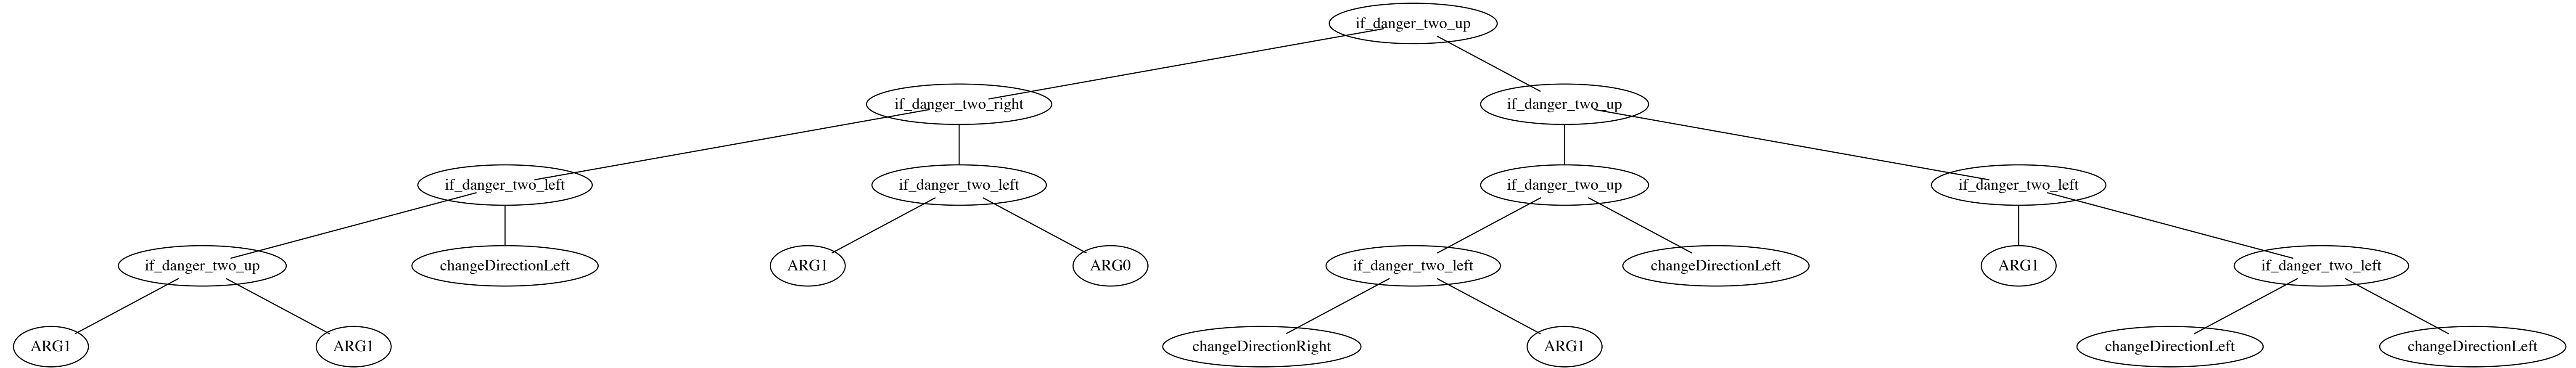 if_danger_two_up
if_danger_two_right
if_danger_two_up
if_danger_two_left
if_danger_two_left
if_danger_two_up
if_danger_two_left
if_danger_two_up
changeDirectionLeft
ARG1
ARG0
if_danger_two_left
changeDirectionLeft
ARG1
if_danger_two_left
ARG1
ARG1
changeDirectionRight
ARG1
changeDirectionLeft
changeDirectionLeft